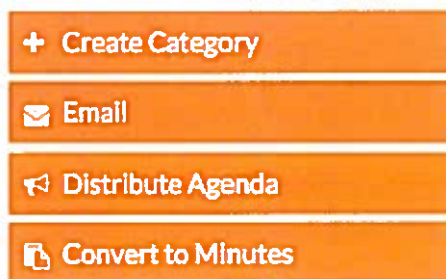 Create Category
Email
Distribute Agenda
Convert to Minutes